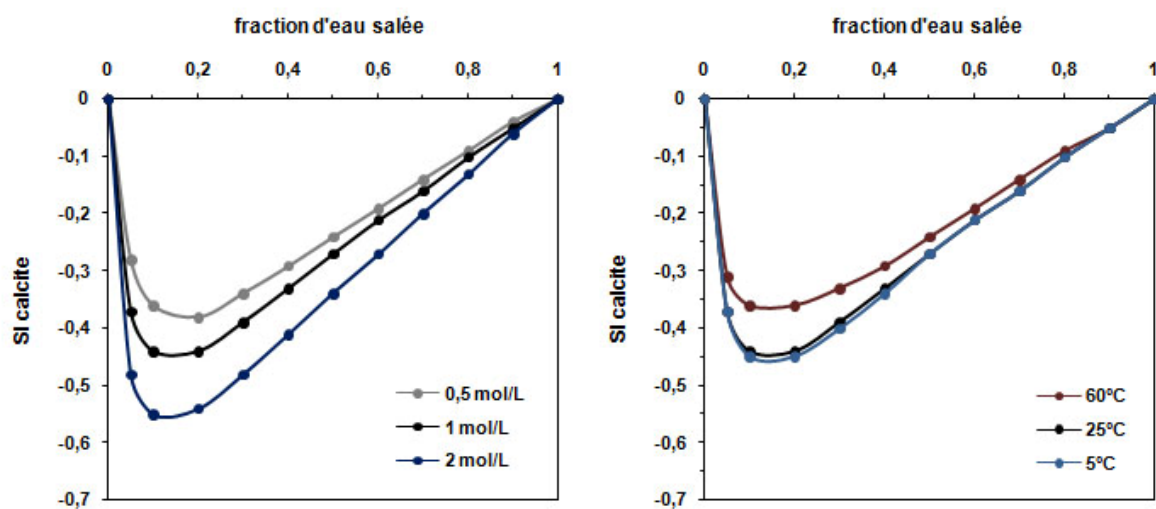 fraction d'eau salée
0 0,2 0,4 0,6 0,8 1
0
-0,1
-0,2
-0,3
-0,4
-0,5
-0,6
-0,7
SI calcite
0,5 mol/L
1 mol/L
2 mol/L
fraction d'eau salée
0 0,2 0,4 0,6 0,8 1
0
-0,1
-0,2
-0,3
-0,4
-0,5
-0,6
-0,7
SI calcite
60ºC
25ºC
5ºC